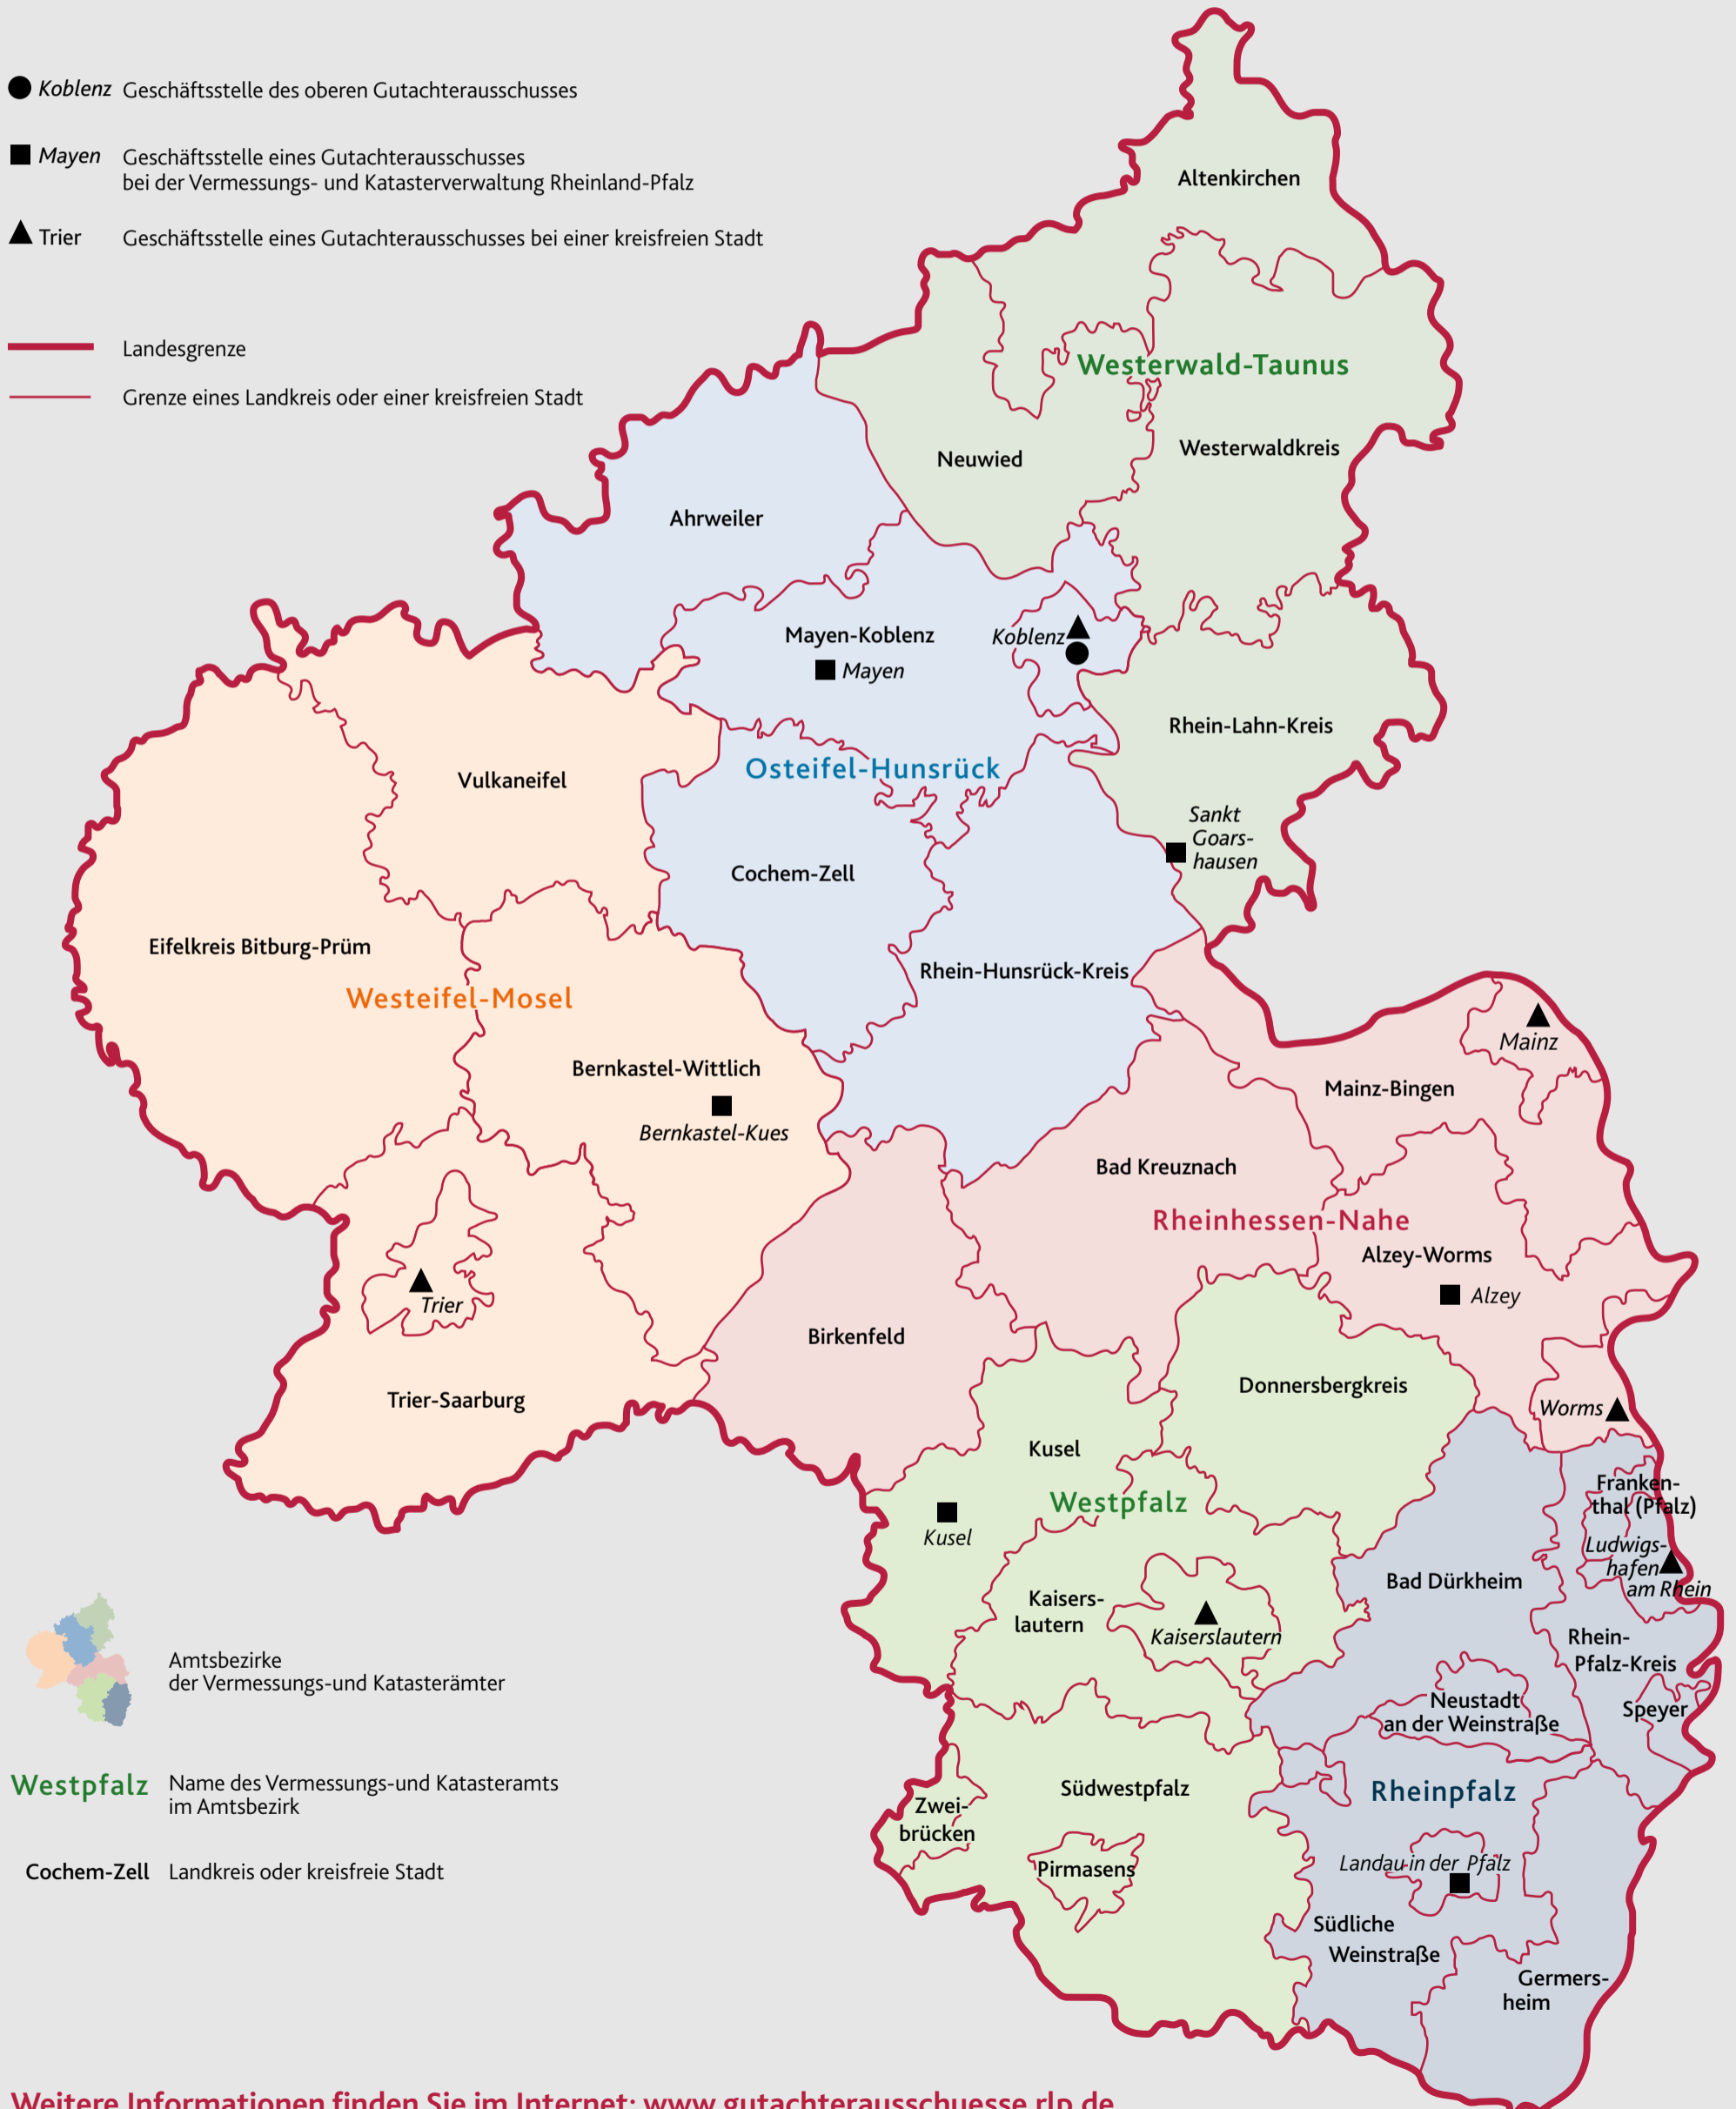 Koblenz Geschäftsstelle des oberen Gutachterausschusses
Mayen Geschäftsstelle eines Gutachterausschusses
bei der Vermessungs- und Katasterverwaltung Rheinland-Pfalz
Trier Geschäftsstelle eines Gutachterausschusses bei einer kreisfreien Stadt
Landesgrenze
Grenze eines Landkreis oder einer kreisfreien Stadt
Altenkirchen
Westerwald-Taunus
Westerwaldkreis
Neuwied
Ahrweiler
Mayen-Koblenz
Mayen
Koblenz
Rhein-Lahn-Kreis
Osteifel-Hunsrück
Vulkaneifel
Sankt
Goars-
hausen
Cochem-Zell
Eifelkreis Bitburg-Prüm
Rhein-Hunsrück-Kreis
Westeifel-Mosel
Mainz
Bernkastel-Wittlich
Mainz-Bingen
Bernkastel-Kues
Bad Kreuznach
Rheinhessen-Nahe
Alzey-Worms
Alzey
Trier
Birkenfeld
Donnersbergkreis
Trier-Saarburg
Worms
Kusel
Westpfalz
Kusel
Franken-
thal (Pfalz)
Ludwigs-
hafen
am Rhein
Bad Dürkheim
Kaisers-
lautern
Kaiserslautern
Rhein-
Pfalz-Kreis
Speyer
Neustadt
an der Weinstraße
Südwestpfalz
Rheinpfalz
Zwei-
brücken
Pirmasens
Landau in der Pfalz
Südliche
Weinstraße
Germers-
heim
Amtsbezirke
der Vermessungs-und Katasterämter
Westpfalz Name des Vermessungs-und Katasteramts
im Amtsbezirk
Cochem-Zell Landkreis oder kreisfreie Stadt
Weitere Informationen finden Sie im Internet: www.gutachterausschuesse.rlp.de